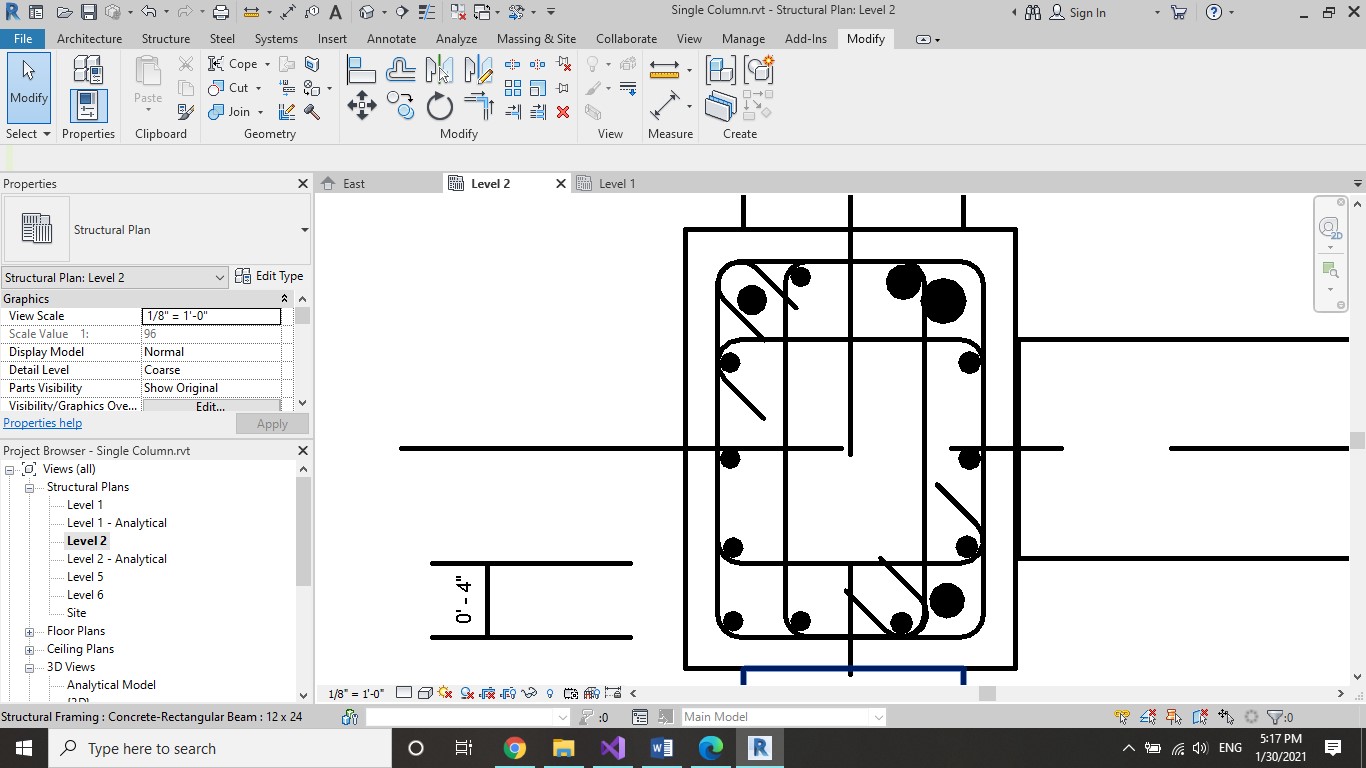 Single Column.rvt - Structural Plan: Level 2
Sign In
File Architecture Structure Steel Systems Insert Annotate Analyze Massing & Site Collaborate View Manage Add-Ins Modify
Modify
Paste
Cope
Cut
Join
Select Properties Clipboard Geometry Modify View Measure Create
Properties
East
Level 2
Level 1
Structural Plan
Structural Plan: Level 2
Edit Type
Graphics
View Scale 1/8" = 1'-0"
Scale Value 1: 96
Display Model Normal
Detail Level Coarse
Parts Visibility Show Original
Visibility/Graphics Ove... Edit...
Properties help
Apply
2D
Project Browser - Single Column.rvt
Views (all)
Structural Plans
Level 1
Level 1 - Analytical
Level 2
Level 2 - Analytical
Level 5
Level 6
Site
Floor Plans
Ceiling Plans
3D Views
Analytical Model
0' - 4"
1/8" = 1'-0"
Structural Framing : Concrete-Rectangular Beam : 12 x 24
:0
Main Model
:0
Type here to search
ENG
5:17 PM
1/30/2021